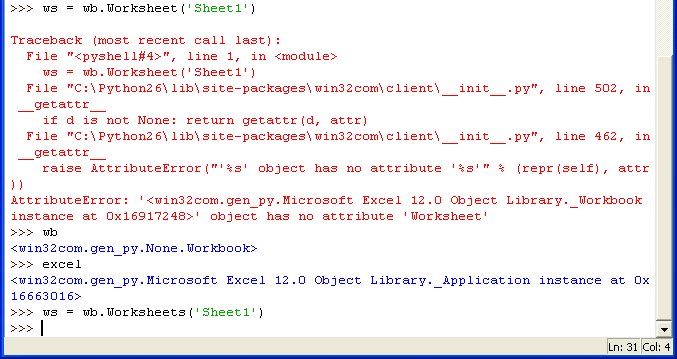 >>> ws = wb.Worksheet('Sheet1')
Traceback (most recent call last):
  File "<pyshell#4>", line 1, in <module>
    ws = wb.Worksheet('Sheet1')
  File "C:\Python26\lib\site-packages\win32com\client\__init__.py", line 502, in
 __getattr__
    if d is not None: return getattr(d, attr)
  File "C:\Python26\lib\site-packages\win32com\client\__init__.py", line 462, in
 __getattr__
    raise AttributeError("'%s' object has no attribute '%s'" % (repr(self), attr
))
AttributeError: '<win32com.gen_py.Microsoft Excel 12.0 Object Library._Workbook
instance at 0x16917248>' object has no attribute 'Worksheet'
>>> wb
<win32com.gen_py.None.Workbook>
>>> excel
<win32com.gen_py.Microsoft Excel 12.0 Object Library._Application instance at 0x
16663016>
>>> ws = wb.Worksheets('Sheet1')
>>>
Ln: 31 Col: 4